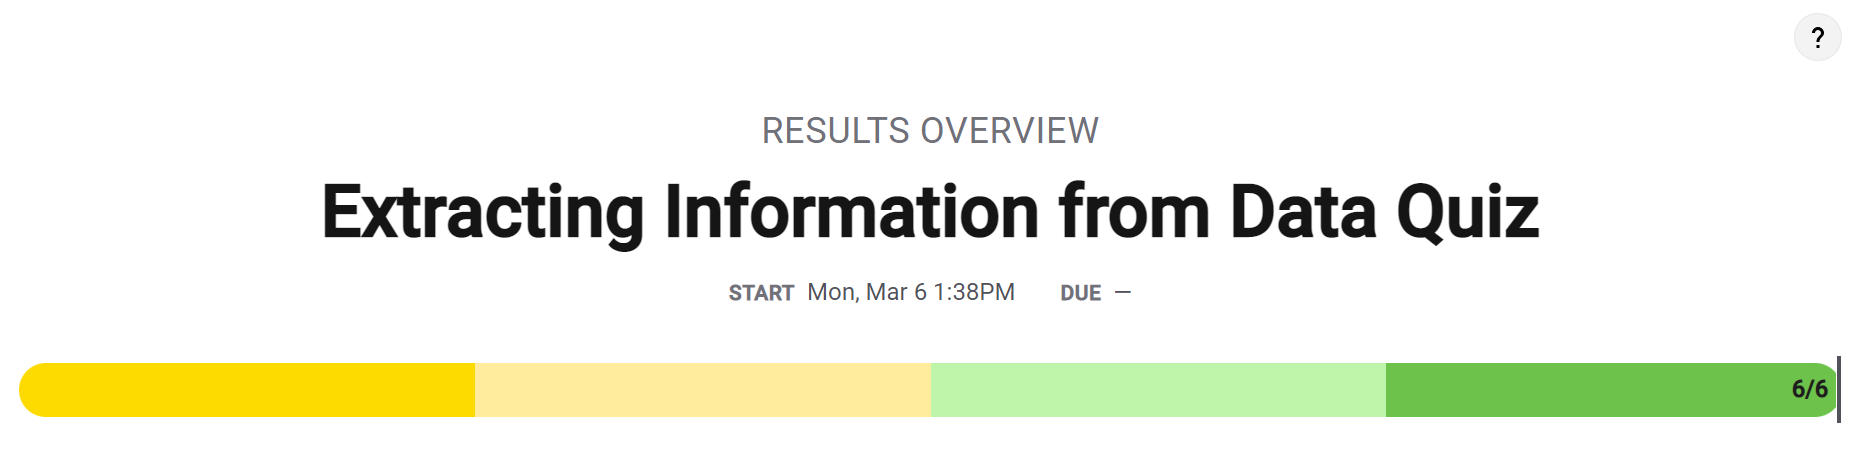 ?
RESULTS OVERVIEW
Extracting Information from Data Quiz
START Mon, Mar 6 1:38PM DUE —
6/6